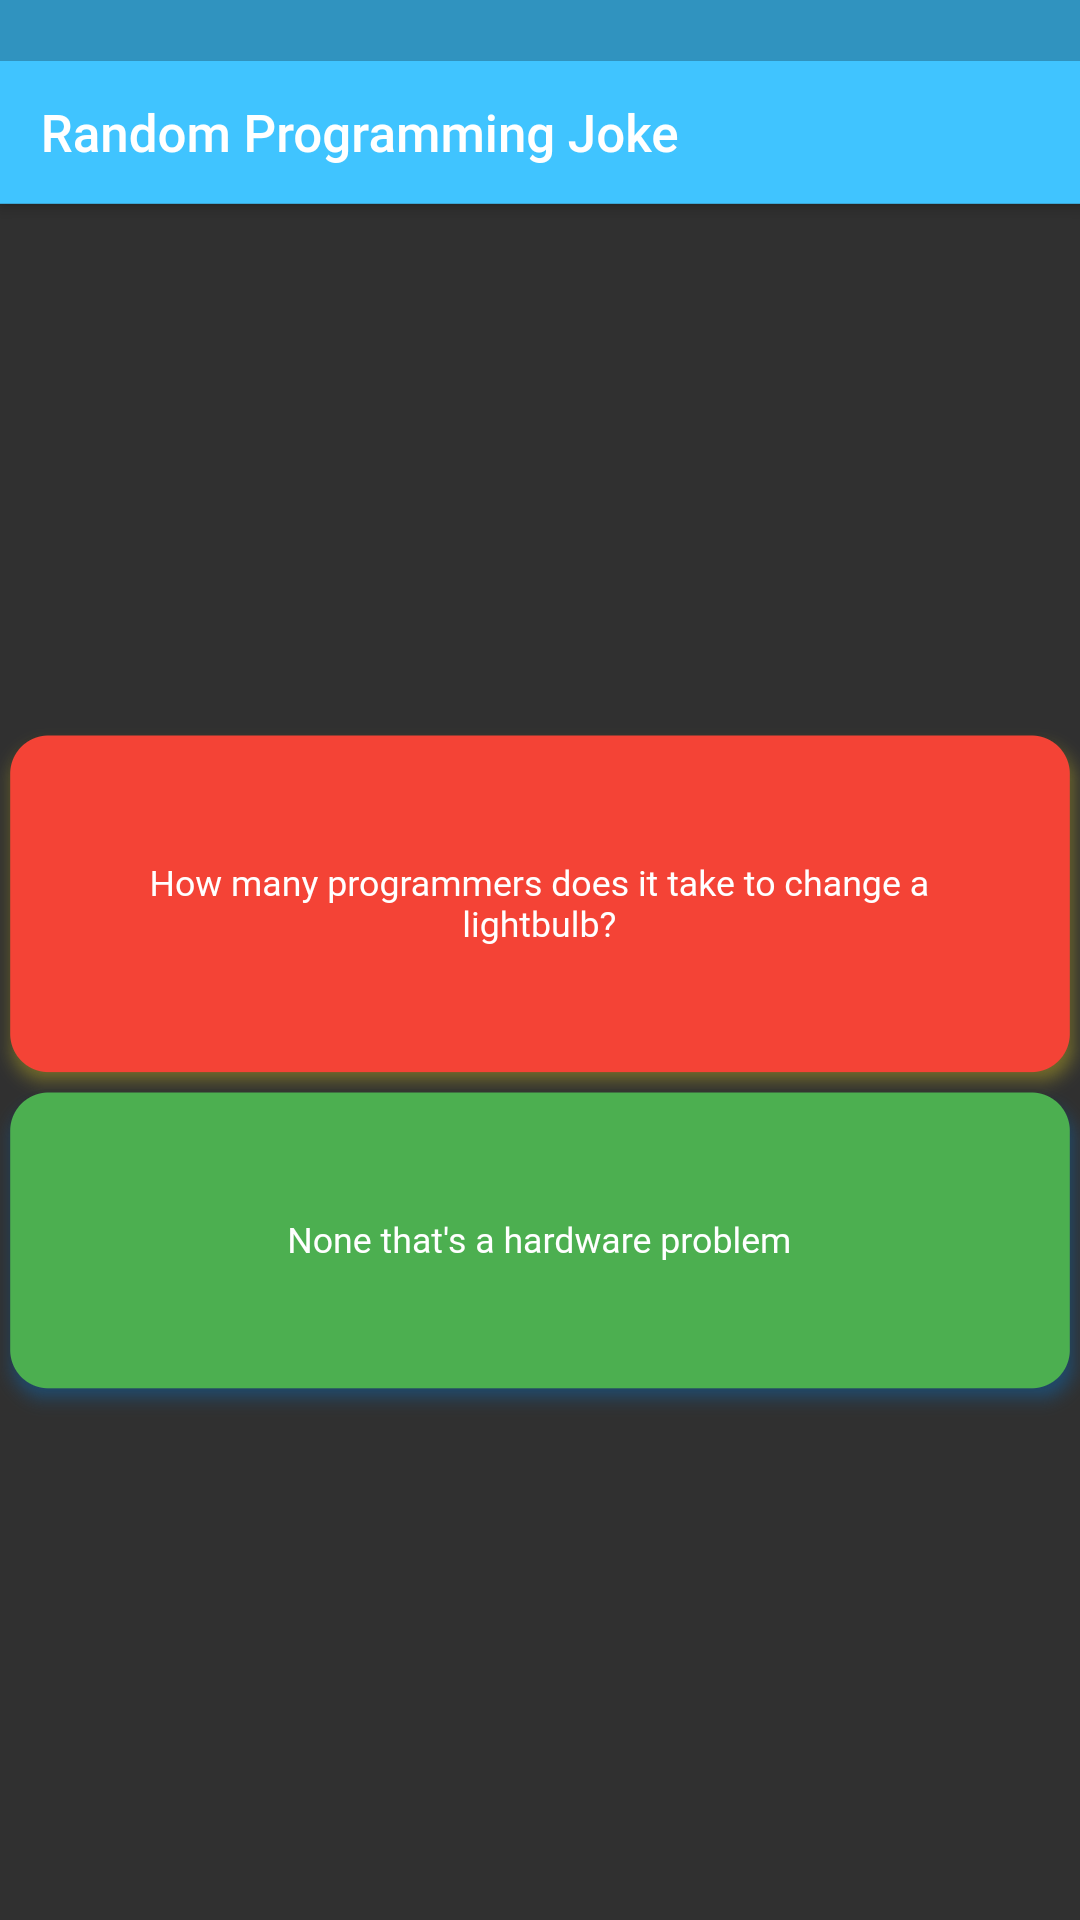 Random Programming Joke
How many programmers does it take to change a
lightbulb?
None that's a hardware problem